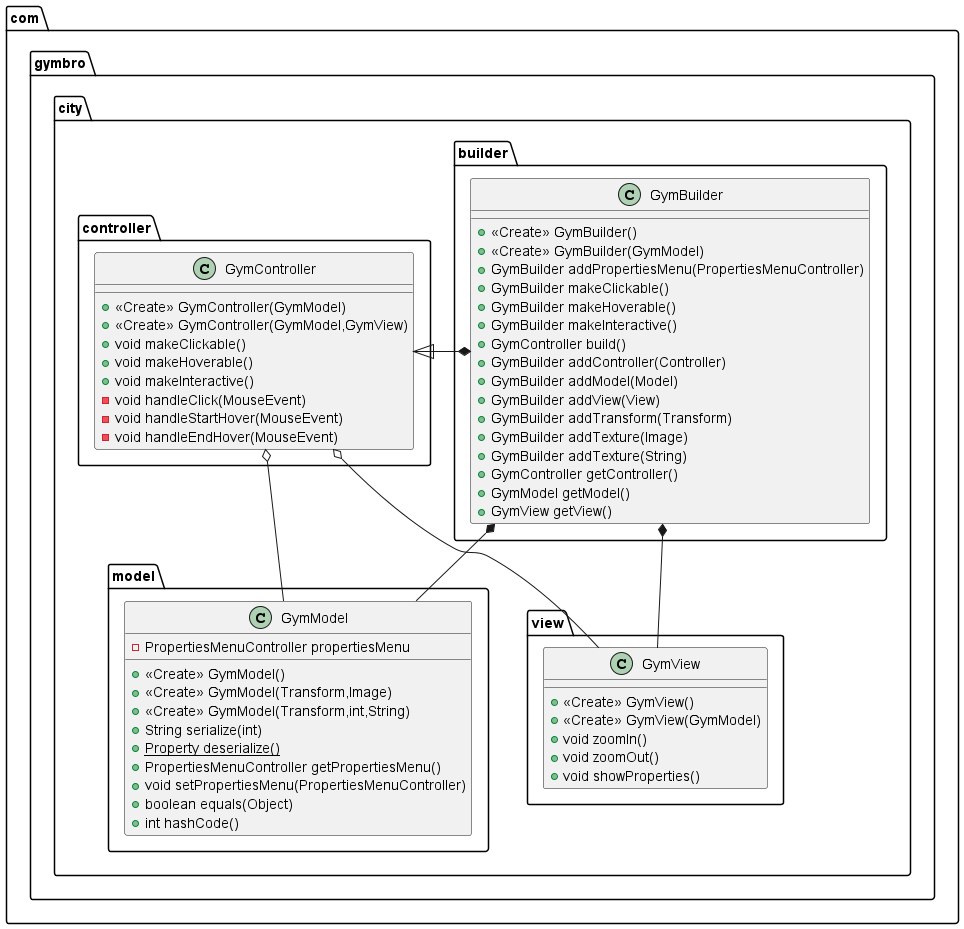 com
gymbro
city
builder
GymBuilder
«Create» GymBuilder()
«Create» GymBuilder(GymModel)
GymBuilder addPropertiesMenu(PropertiesMenuController)
GymBuilder makeClickable()
GymBuilder makeHoverable()
GymBuilder makeInteractive()
GymController build()
GymBuilder addController(Controller)
GymBuilder addModel(Model)
GymBuilder addView(View)
GymBuilder addTransform(Transform)
GymBuilder addTexture(Image)
GymBuilder addTexture(String)
GymController getController()
GymModel getModel()
GymView getView()
controller
GymController
«Create» GymController(GymModel)
«Create» GymController(GymModel,GymView)
void makeClickable()
void makeHoverable()
void makeInteractive()
void handleClick(MouseEvent)
void handleStartHover(MouseEvent)
void handleEndHover(MouseEvent)
model
GymModel
PropertiesMenuController propertiesMenu
«Create» GymModel()
«Create» GymModel(Transform,Image)
«Create» GymModel(Transform,int,String)
String serialize(int)
Property deserialize()
PropertiesMenuController getPropertiesMenu()
void setPropertiesMenu(PropertiesMenuController)
boolean equals(Object)
int hashCode()
view
GymView
«Create» GymView()
«Create» GymView(GymModel)
void zoomIn()
void zoomOut()
void showProperties()